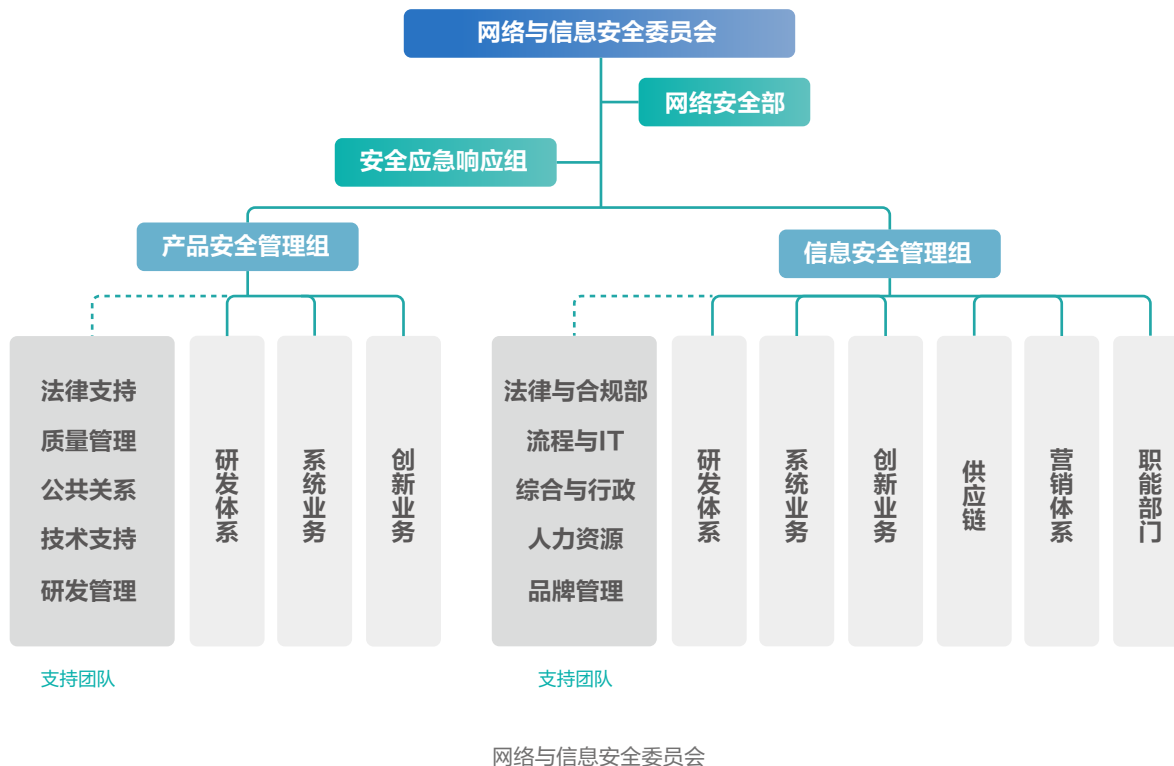 网络与信息安全委员会
网络安全部
安全应急响应组
产品安全管理组
信息安全管理组
法律支持
质量管理
公共关系
技术支持
研发管理
研发体系
系统业务
创新业务
法律与合规部
流程与IT
综合与行政
人力资源
品牌管理
研发体系
系统业务
创新业务
供应链
营销体系
职能部门
支持团队
支持团队
网络与信息安全委员会